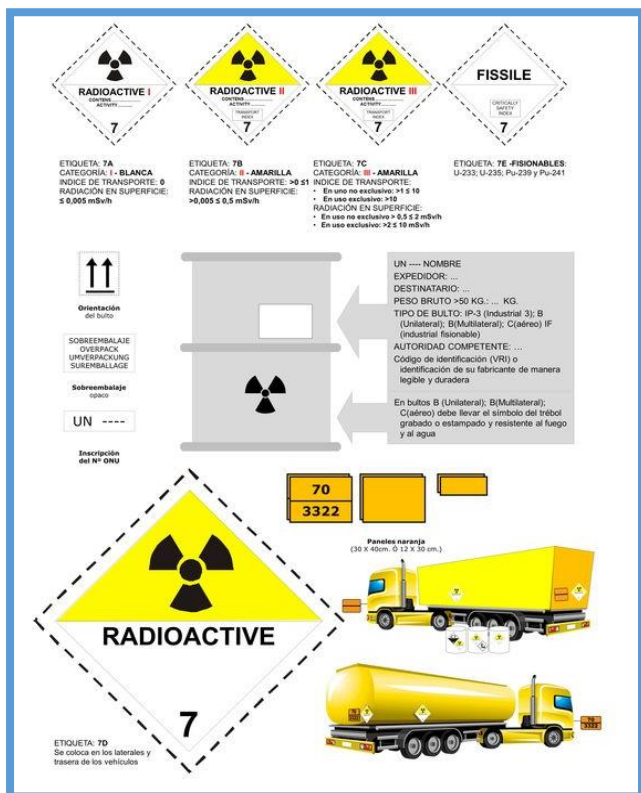 RADIOACTIVE I
CONTENS
ACTIVITY
7
RADIOACTIVE II
CONTENS
ACTIVITY
TRANSPORT
INDEX
7
RADIOACTIVE III
CONTENS
ACTIVITY
TRANSPORT
INDEX
7
FISSILE
CRITICALLY
SAFETY
INDEX
7
ETIQUETA: 7A
CATEGORÍA: I - BLANCA
INDICE DE TRANSPORTE: 0
RADIACIÓN EN SUPERFICIE:
≤ 0,005 mSv/h
ETIQUETA: 7B
CATEGORÍA: II - AMARILLA
INDICE DE TRANSPORTE: >0 ≤1
RADIACIÓN EN SUPERFICIE:
>0,005 ≤ 0,5 mSv/h
ETIQUETA: 7C
CATEGORÍA: III - AMARILLA
INDICE DE TRANSPORTE:
• En uno no exclusivo: >1 ≤ 10
• En uso exclusivo: >10
RADIACIÓN EN SUPERFICIE:
• En uso no exclusivo > 0,5 ≤ 2 mSv/h
• En uso exclusivo: >2 ≤ 10 mSv/h
ETIQUETA: 7E -FISIONABLES:
U-233; U-235; Pu-239 y Pu-241
Orientación
del bulto
SOBREEMBALAJE
OVERPACK
UMVERPACKUNG
SUREMBALLAGE
Sobreembalaje
opaco
UN ----
Inscripción
del Nº ONU
UN ---- NOMBRE
EXPEDIDOR: ...
DESTINATARIO: ...
PESO BRUTO >50 KG.: ... KG.
TIPO DE BULTO: IP-3 (Industrial 3); B
(Unilateral); B(Multilateral); C(aéreo) IF
(industrial fisionable)
AUTORIDAD COMPETENTE: ...
Código de identificación (VRI) o
identificación de su fabricante de manera
legible y duradera
En bultos B (Unilateral); B(Multilateral);
C(aéreo) debe llevar el símbolo del trébol
grabado o estampado y resistente al fuego
y al agua
70
3322
Paneles naranja
(30 X 40cm. Ó 12 X 30 cm.)
RADIOACTIVE
7
ETIQUETA: 7D
Se coloca en los laterales y
trasera de los vehículos
70
3322
70
3322